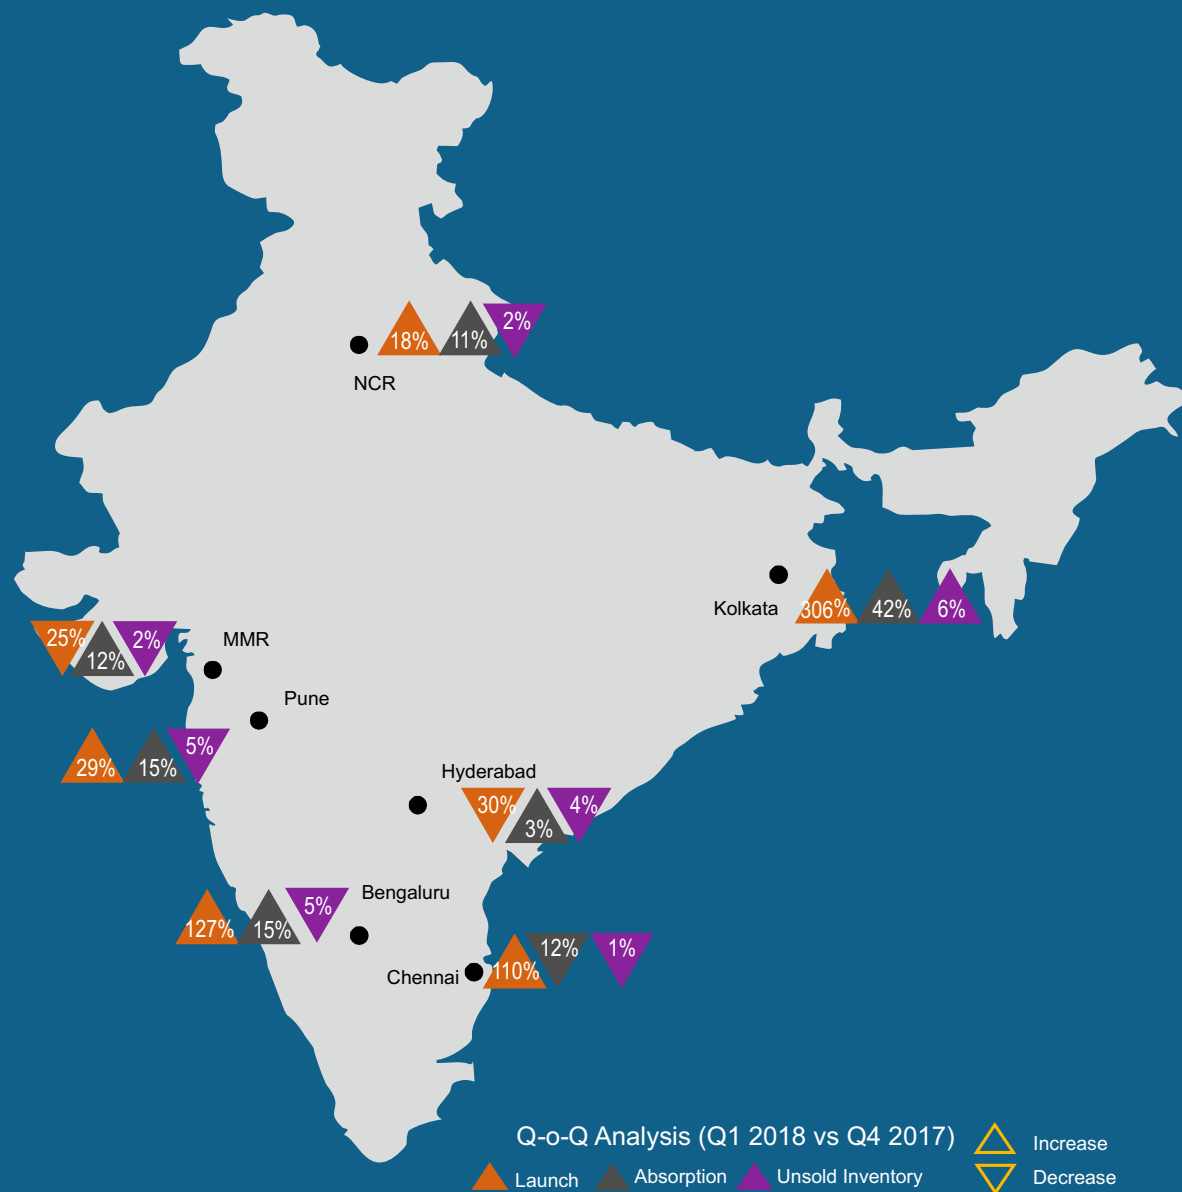 18% 11% 2%
NCR
Kolkata 306% 42% 6%
25% 12% 2%
MMR
Pune
29% 15% 5%
Hyderabad
30% 3% 4%
Bengaluru
127% 15% 5%
Chennai 110% 12% 1%
Q-o-Q Analysis (Q1 2018 vs Q4 2017)
Increase
Launch Absorption Unsold Inventory
Decrease